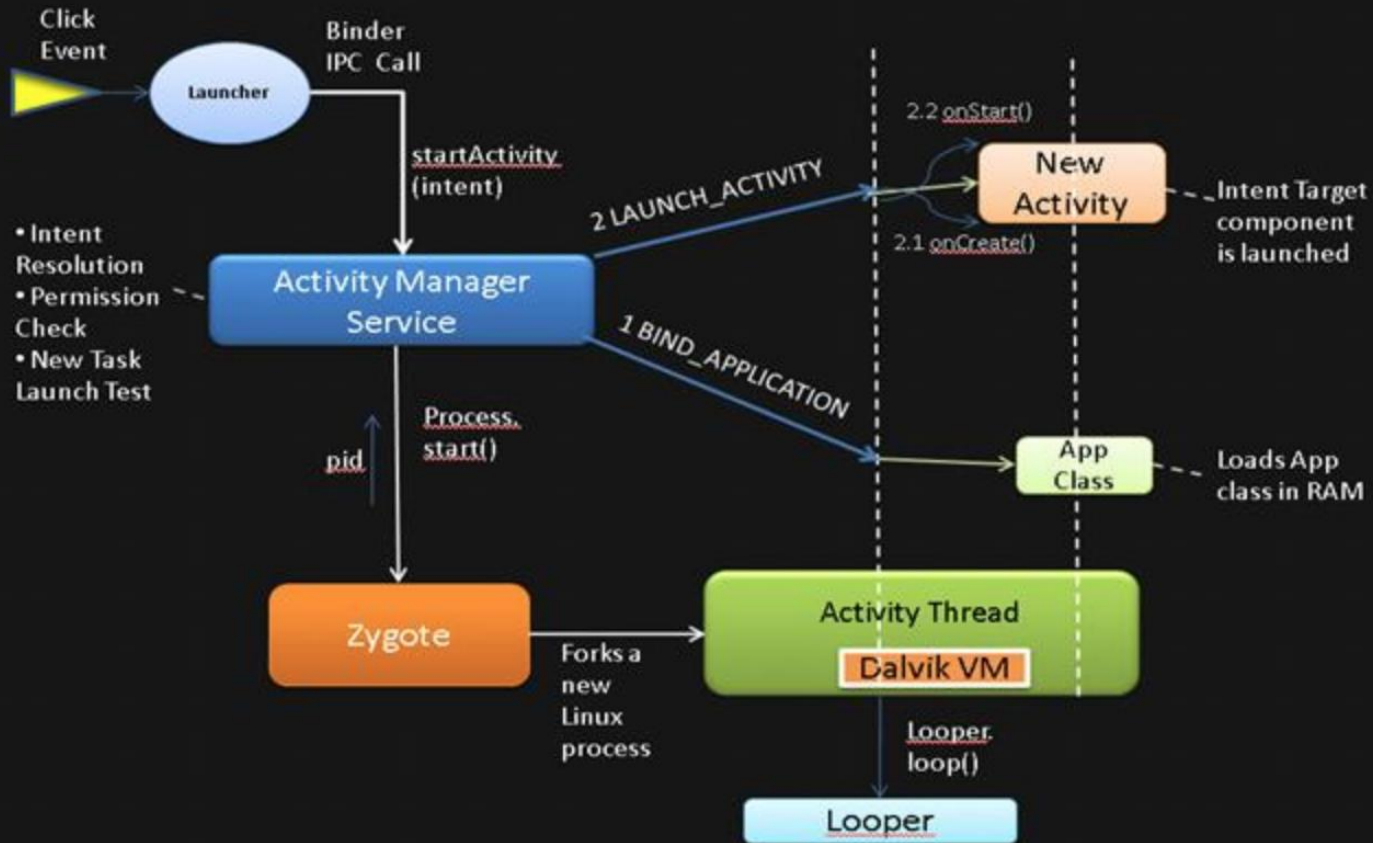 Click
Event
Launcher
Binder
IPC Call
startActivity
(intent)
• Intent
Resolution
• Permission
Check
• New Task
Launch Test
Activity Manager
Service
2 LAUNCH_ACTIVITY
2.2 onStart()
New
Activity
2.1 onCreate()
Intent Target
component
is launched
1 BIND_APPLICATION
App
Class
Loads App
class in RAM
pid
Process.
start()
Zygote
Forks a
new
Linux
process
Activity Thread
Dalvik VM
Looper.
loop()
Looper